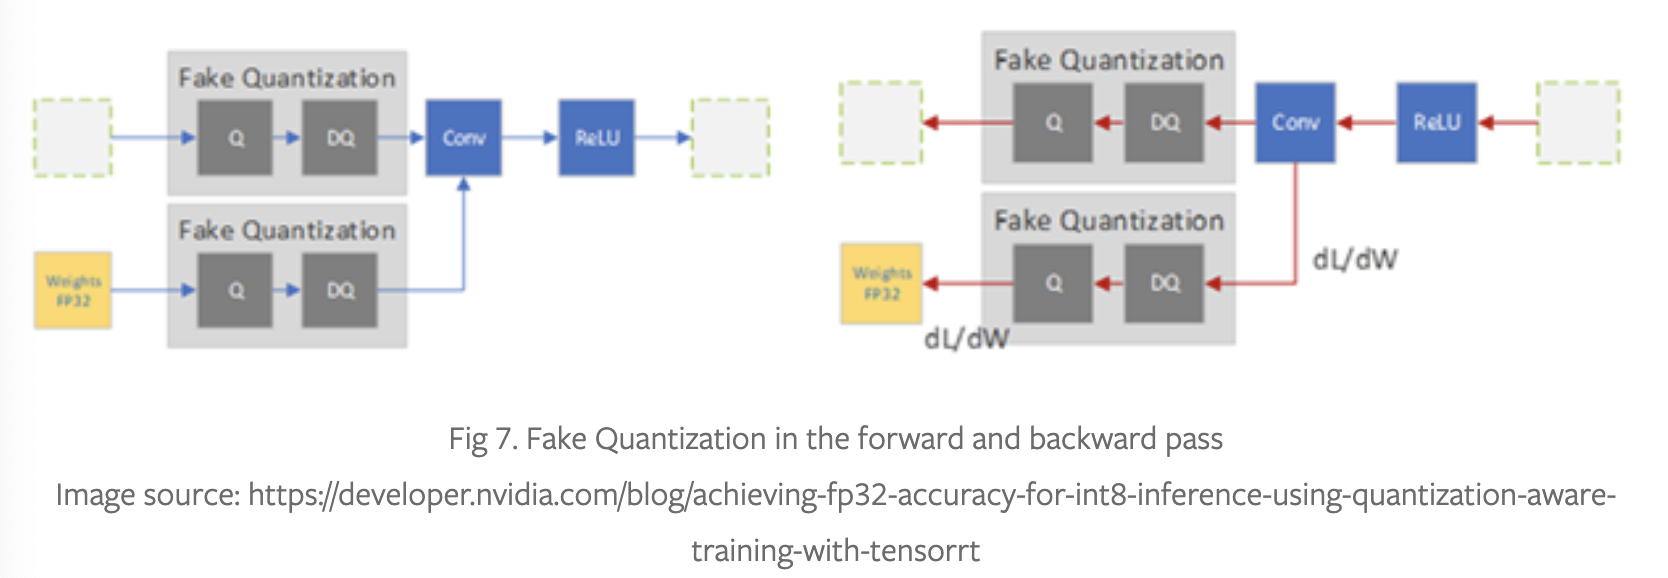 Fake Quantization
Q
DQ
Conv
ReLU
Fake Quantization
Weights
FP32
Q
DQ
Fake Quantization
Q
DQ
Conv
ReLU
Fake Quantization
Weights
FP32
Q
DQ
dL/dW
dL/dW
Fig 7. Fake Quantization in the forward and backward pass
Image source: https://developer.nvidia.com/blog/achieving-fp32-accuracy-for-int8-inference-using-quantization-aware-
training-with-tensorrt